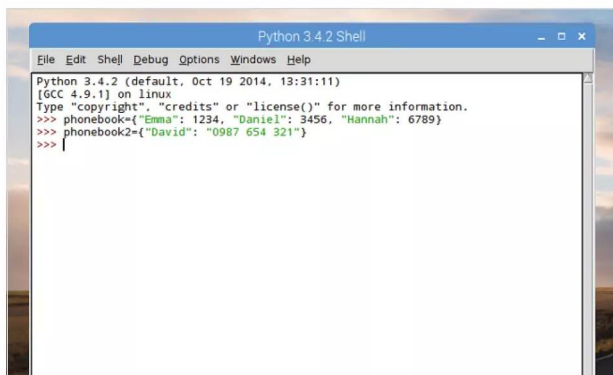 Python 3.4.2 Shell
File Edit Shell Debug Options Windows Help
Python 3.4.2 (default, Oct 19 2014, 13:31:11)
[GCC 4.9.1] on linux
Type "copyright", "credits" or "license()" for more information.
>>> phonebook={"Emma": 1234, "Daniel": 3456, "Hannah": 6789}
>>> phonebook2={"David": "0987 654 321"}
>>>